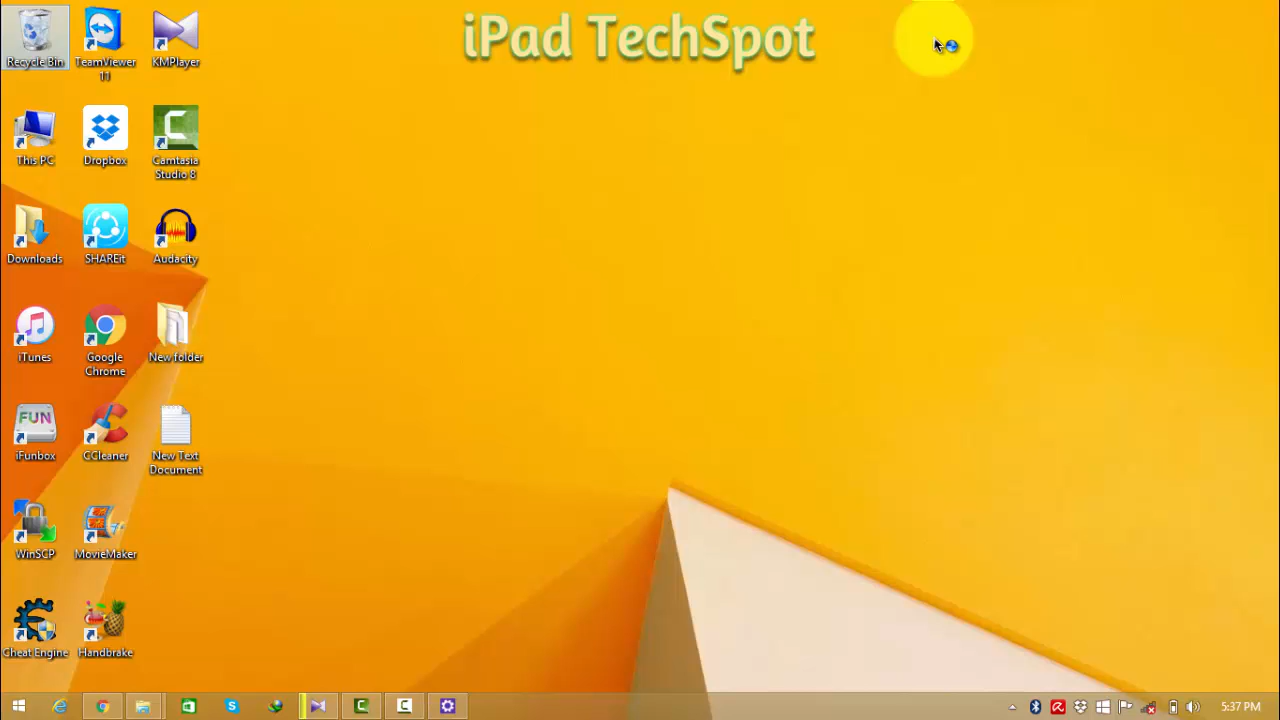 iPad TechSpot
Recycle Bin
TeamViewer
11
KMPlayer
This PC
Dropbox
Camtasia
Studio 8
Downloads
SHAREit
Audacity
iTunes
Google
Chrome
New folder
FUN
iFunbox
CCleaner
New Text
Document
WinSCP
MovieMaker
Cheat Engine
Handbrake
5:37 PM